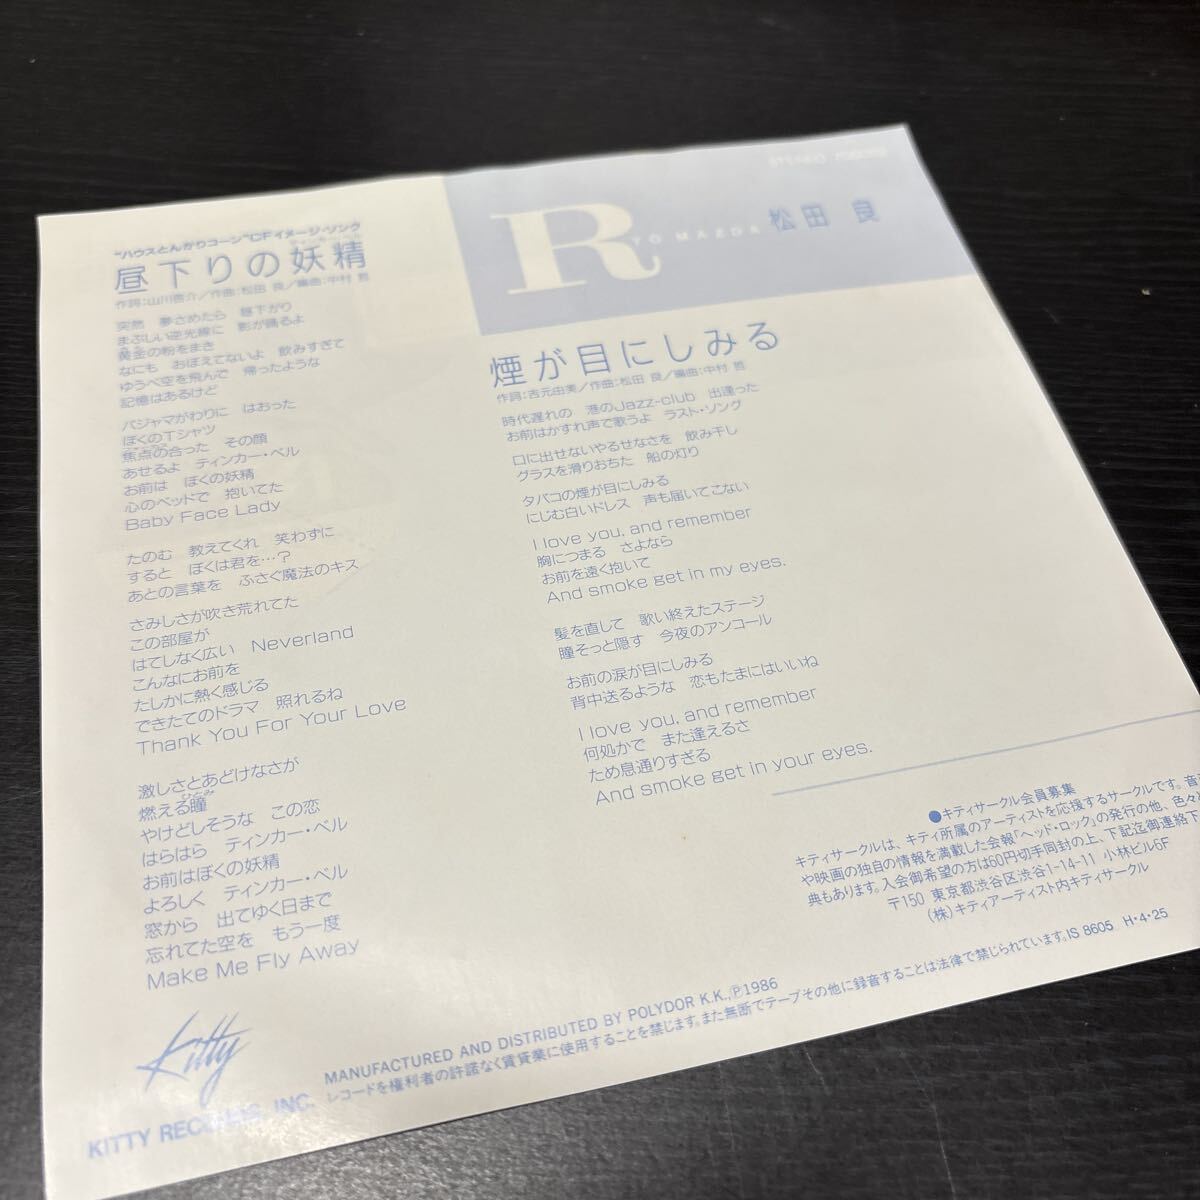 "ハウスとんがりコーン"CFイメージ・ソング
昼下りの妖精
作詞：山川啓介／作曲：松田 良／編曲：中村 哲
突然 夢さめたら 昼下がり
まぶしい逆光線に 影が踊るよ
黄金の粉をまき
なにも おぼえてないよ 飲みすぎて
ゆうべ空を飛んで 帰ったような
記憶はあるけど
パジャマがわりに はおった
ぼくのTシャツ
焦点の合った その顔
あせるよ ティンカー・ベル
お前は ぼくの妖精
心のベッドで 抱いてた
Baby Face Lady
たのむ 教えてくれ 笑わずに
すると ぼくは君を…？
あとの言葉を ふさぐ魔法のキス
さみしさが吹き荒れてた
この部屋が
はてしなく広い Neverland
こんなにお前を
たしかに熱く感じる
できたてのドラマ 照れるね
Thank You For Your Love
激しさとあどけなさが
ひとみ
燃える瞳
やけどしそうな この恋
はらはら ティンカー・ベル
お前はぼくの妖精
よろしく ティンカー・ベル
窓から 出てゆく日まで
忘れてた空を もう一度
Make Me Fly Away
STEREO
R
YO MAZDA 松田 良
煙が目にしみる
作詞：吉元由美／作曲：松田 良／編曲：中村 哲
時代遅れの 港のJazz-club 出逢った
お前はかすれ声で歌うよ ラスト・ソング
口に出せないやるせなさを 飲み干し
グラスを滑りおちた 船の灯り
タバコの煙が目にしみる
にじむ白いドレス 声も届いてこない
I love you, and remember
胸につまる さよなら
お前を遠く抱いて
And smoke get in my eyes.
髪を直して 歌い終えたステージ
瞳そっと隠す 今夜のアンコール
お前の涙が目にしみる
背中送るような 恋もたまにはいいね
I love you, and remember
何処かで また逢えるさ
ため息通りすぎる
And smoke get in your eyes.
●キティサークル会員募集
キティサークルは、キティ所属のアーティストを応援するサークルです。音
や映画の独自の情報を満載した会報「ヘッド・ロック」の発行の他、色々と
典もあります。入会御希望の方は60円切手同封の上、下記迄御連絡下
〒150 東京都渋谷区渋谷1-14-11 小林ビル6F
(株)キティアーティスト内キティサークル
Kitty
KITTY RECORDS, INC.
MANUFACTURED AND DISTRIBUTED BY POLYDOR K.K.,Ⓟ1986
レコードを権利者の許諾なく賃貸業に使用することを禁じます。また無断でテープその他に録音することは法律で禁じられています。IS 8605 H・4・25